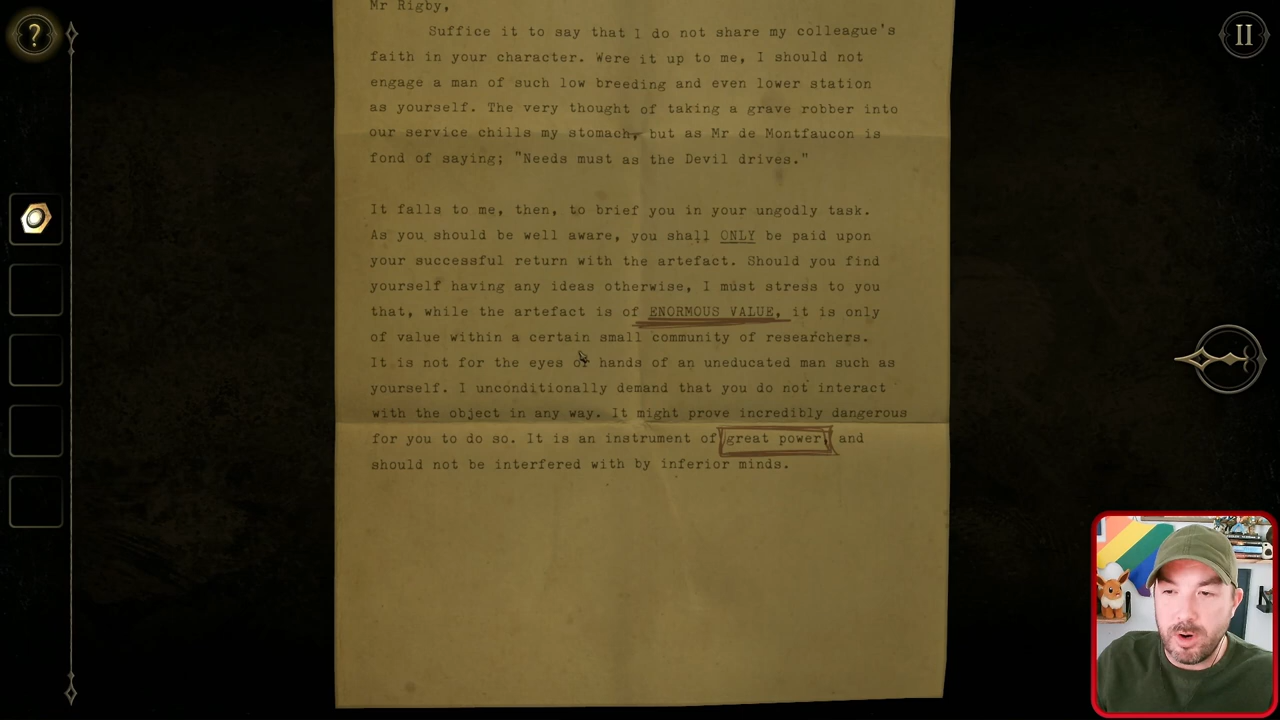 Mr Rigby,
Suffice it to say that I do not share my colleague's
faith in your character. Were it up to me, I should not
engage a man of such low breeding and even lower station
as yourself. The very thought of taking a grave robber into
our service chills my stomach, but as Mr de Montfaucon is
fond of saying; "Needs must as the Devil drives."
It falls to me, then, to brief you in your ungodly task.
As you should be well aware, you shall ONLY be paid upon
your successful return with the artefact. Should you find
yourself having any ideas otherwise, I must stress to you
that, while the artefact is of ENORMOUS VALUE, it is only
of value within a certain small community of researchers.
It is not for the eyes or hands of an uneducated man such as
yourself. I unconditionally demand that you do not interact
with the object in any way. It might prove incredibly dangerous
for you to do so. It is an instrument of great power, and
should not be interfered with by inferior minds.
?
II